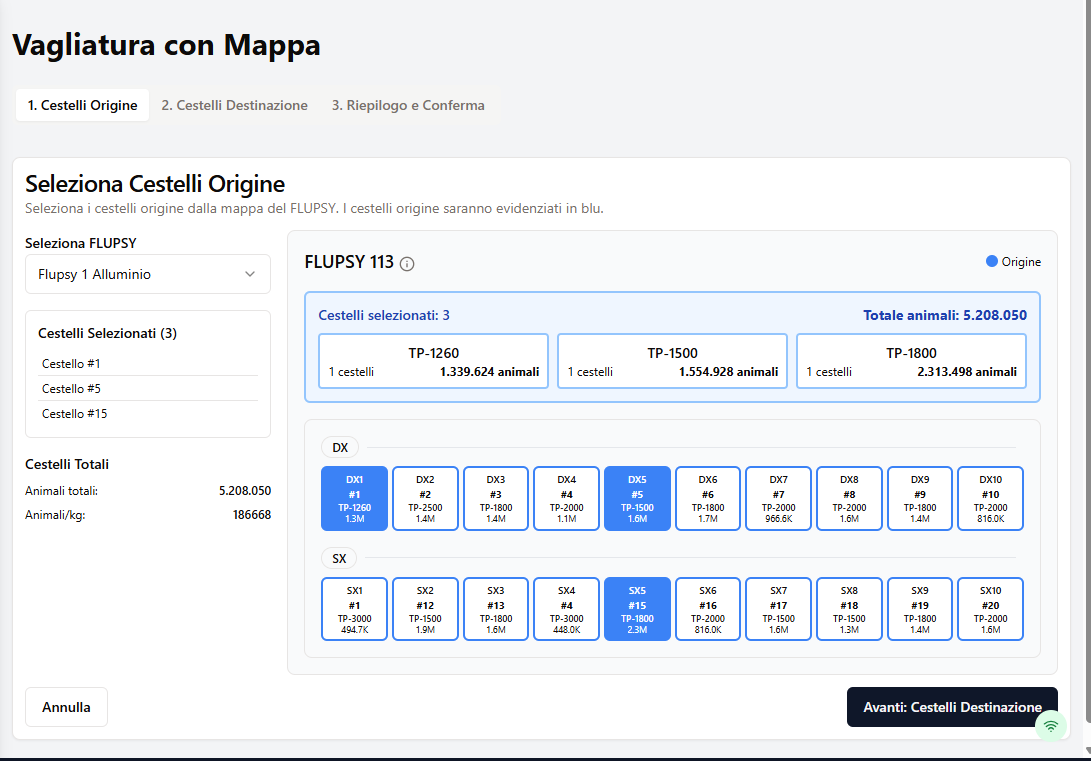 Vagliatura con Mappa
1. Cestelli Origine 2. Cestelli Destinazione 3. Riepilogo e Conferma
Seleziona Cestelli Origine
Seleziona i cestelli origine dalla mappa del FLUPSY. I cestelli origine saranno evidenziati in blu.
Seleziona FLUPSY
Flupsy 1 Alluminio
Cestelli Selezionati (3)
Cestello #1
Cestello #5
Cestello #15
Cestelli Totali
Animali totali: 5.208.050
Animali/kg: 186668
FLUPSY 113
Origine
Cestelli selezionati: 3 Totale animali: 5.208.050
TP-1260 TP-1500 TP-1800
1 cestelli 1.339.624 animali 1 cestelli 1.554.928 animali 1 cestelli 2.313.498 animali
DX
DX1 DX2 DX3 DX4 DX5 DX6 DX7 DX8 DX9 DX10
#1 #2 #3 #4 #5 #6 #7 #8 #9 #10
TP-1260 TP-2500 TP-1800 TP-2000 TP-1500 TP-1800 TP-2000 TP-2000 TP-1800 TP-2000
1.3M 1.4M 1.4M 1.1M 1.6M 1.7M 966.6K 1.6M 1.4M 816.0K
SX
SX1 SX2 SX3 SX4 SX5 SX6 SX7 SX8 SX9 SX10
#1 #12 #13 #4 #15 #16 #17 #18 #19 #20
TP-3000 TP-1500 TP-1800 TP-3000 TP-1800 TP-2000 TP-1500 TP-1500 TP-1800 TP-2000
494.7K 1.9M 1.6M 448.0K 2.3M 816.0K 1.6M 1.3M 1.4M 1.6M
Annulla
Avanti: Cestelli Destinazione